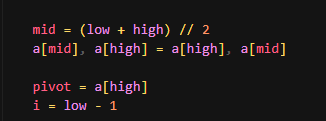 mid = (low + high) // 2
a[mid], a[high] = a[high], a[mid]
pivot = a[high]
i = low - 1